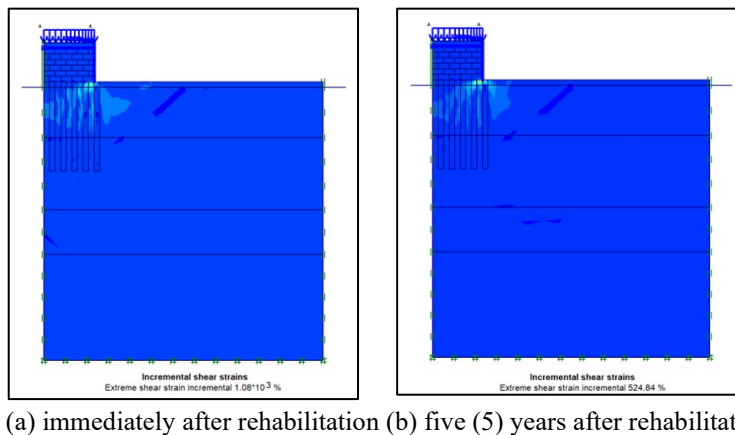 A A
A A
Incremental shear strains
Extreme shear strain incremental 1.08*10³ %
Incremental shear strains
Extreme shear strain incremental 524.84 %
(a) immediately after rehabilitation (b) five (5) years after rehabilitat